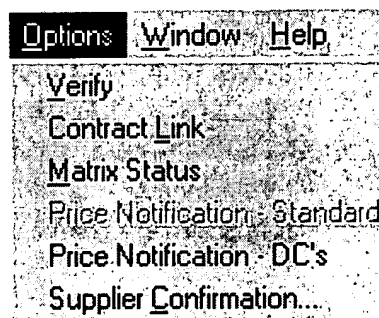 Options Window Help
Verify
Contract Link
Matrix Status
Price Notification - Standard
Price Notification - DC's
Supplier Confirmation...